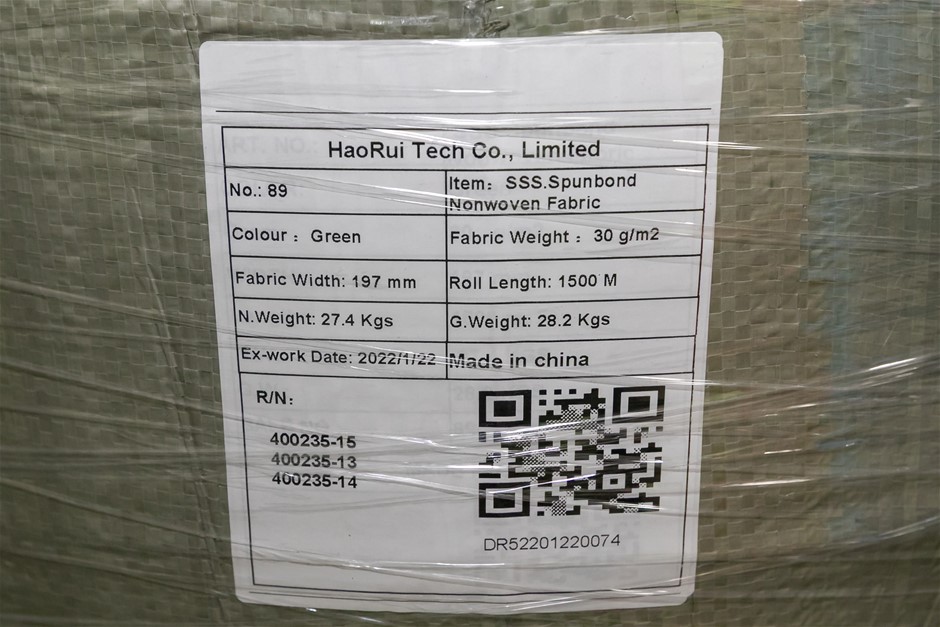 HaoRui Tech Co., Limited
No.: 89
Item: SSS.Spunbond
Nonwoven Fabric
Colour : Green
Fabric Weight : 30 g/m2
Fabric Width: 197 mm
Roll Length: 1500 M
N.Weight: 27.4 Kgs
G.Weight: 28.2 Kgs
Ex-work Date: 2022/1/22
Made in china
R/N:
400235-15
400235-13
400235-14
DR52201220074